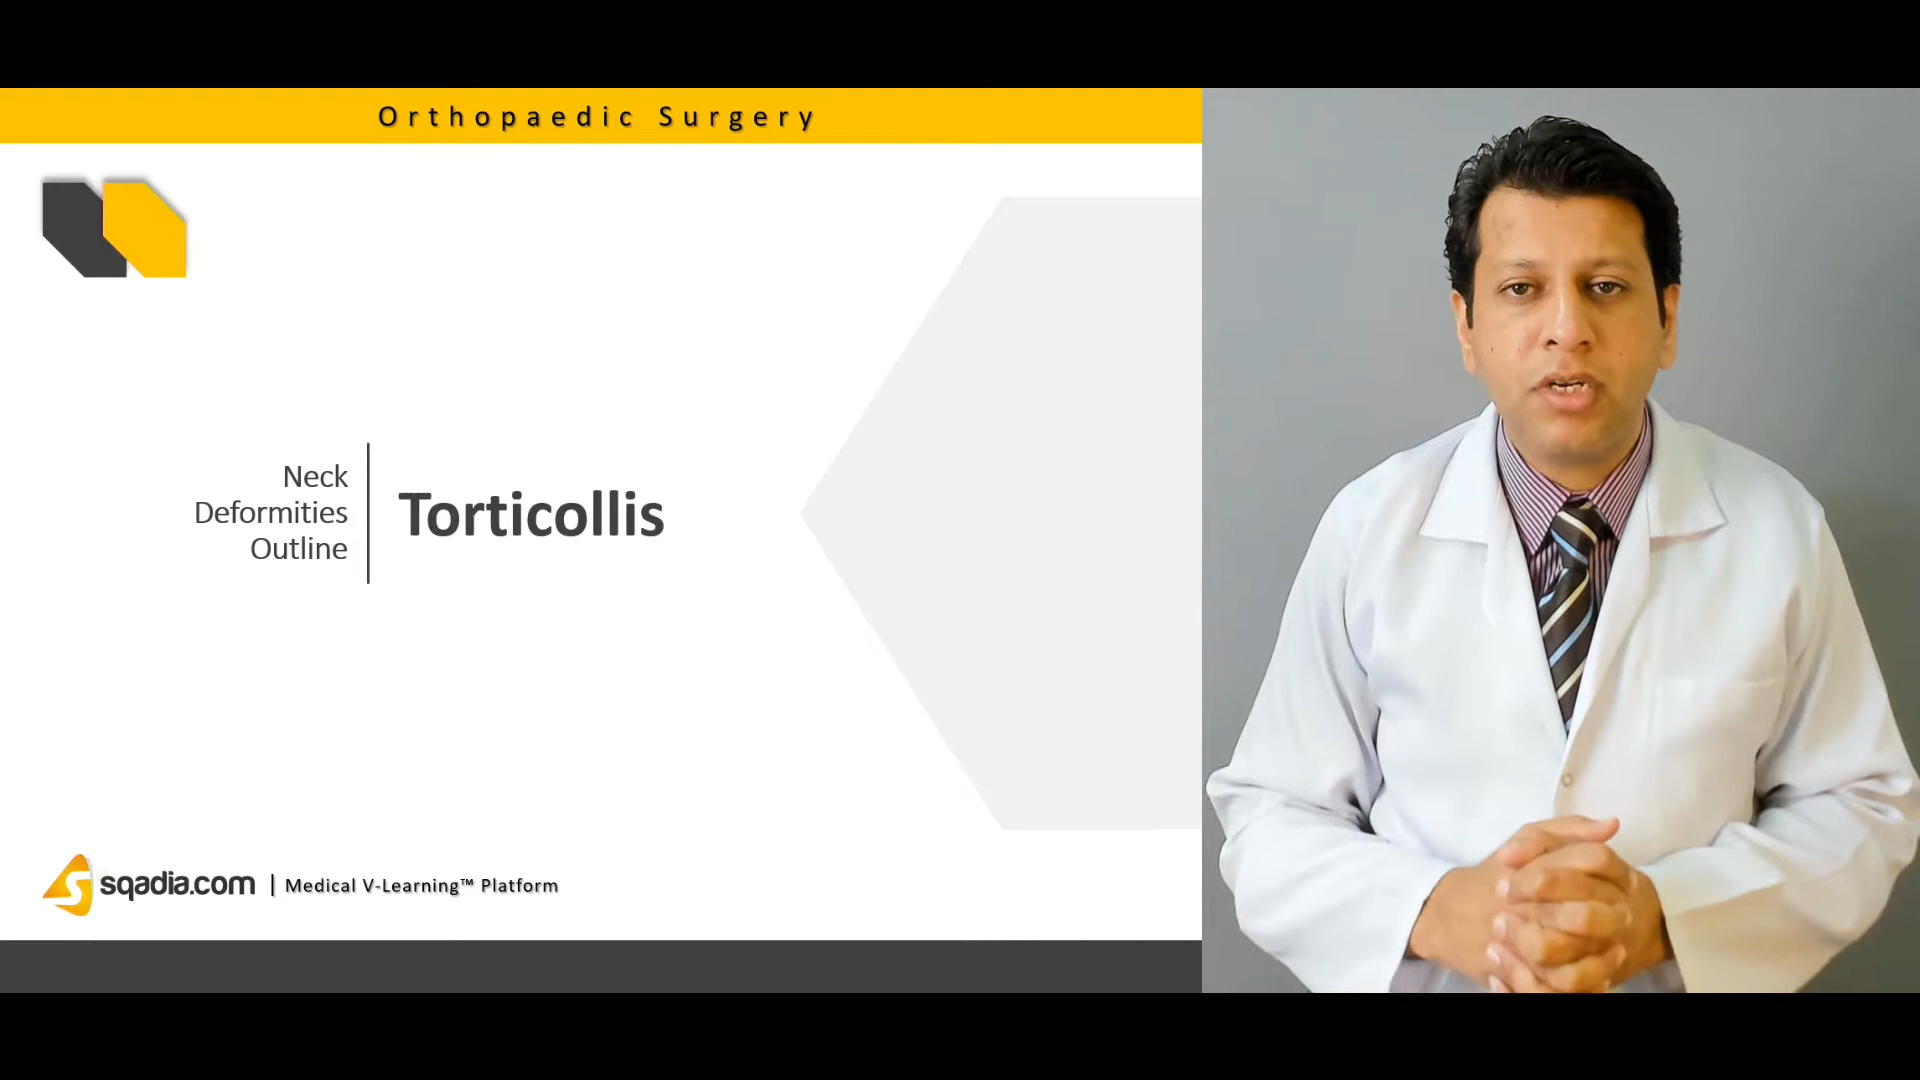 Orthopaedic Surgery
Neck
Deformities
Outline
Torticollis
sqadia.com | Medical V-Learning™ Platform